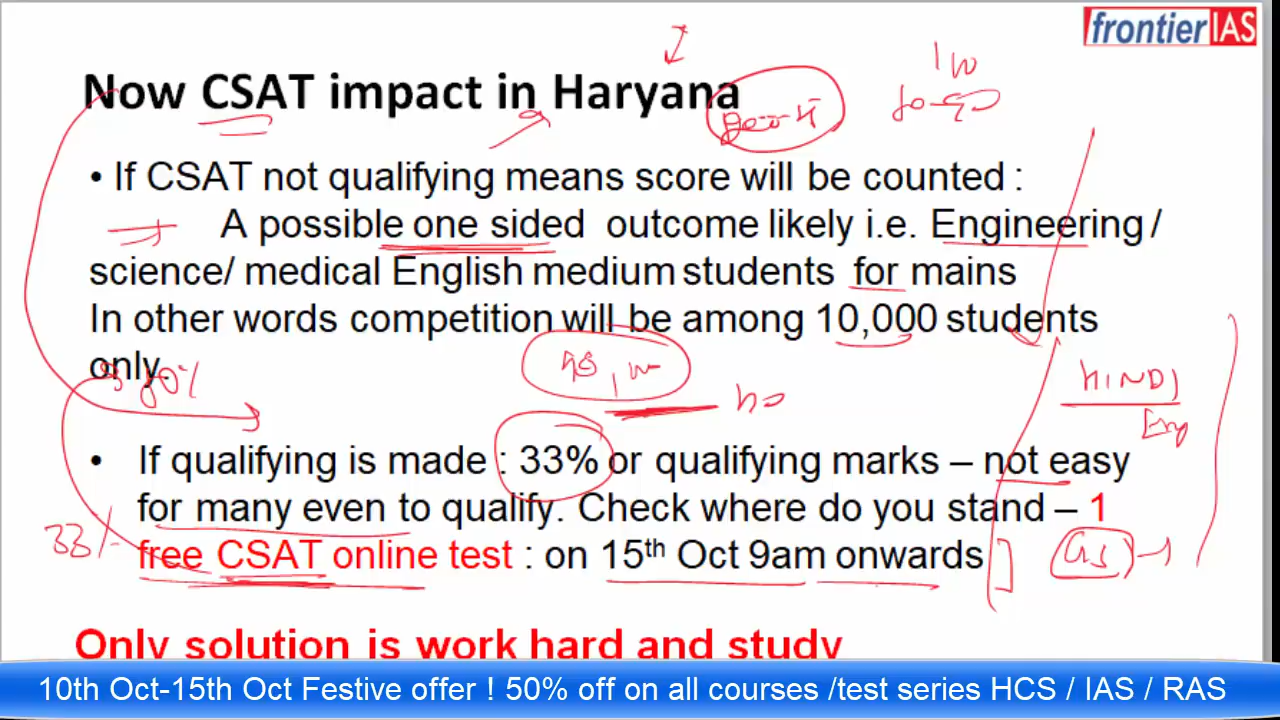 frontier IAS
Now CSAT impact in Haryana
• If CSAT not qualifying means score will be counted :
A possible one sided outcome likely i.e. Engineering /
science/ medical English medium students for mains
In other words competition will be among 10,000 students
only.
80%
HINDI
Eng
• If qualifying is made : 33% or qualifying marks – not easy
for many even to qualify. Check where do you stand – 1
33%
free CSAT online test : on 15th Oct 9am onwards
GS
Only solution is work hard and study
10th Oct-15th Oct Festive offer ! 50% off on all courses /test series HCS / IAS / RAS